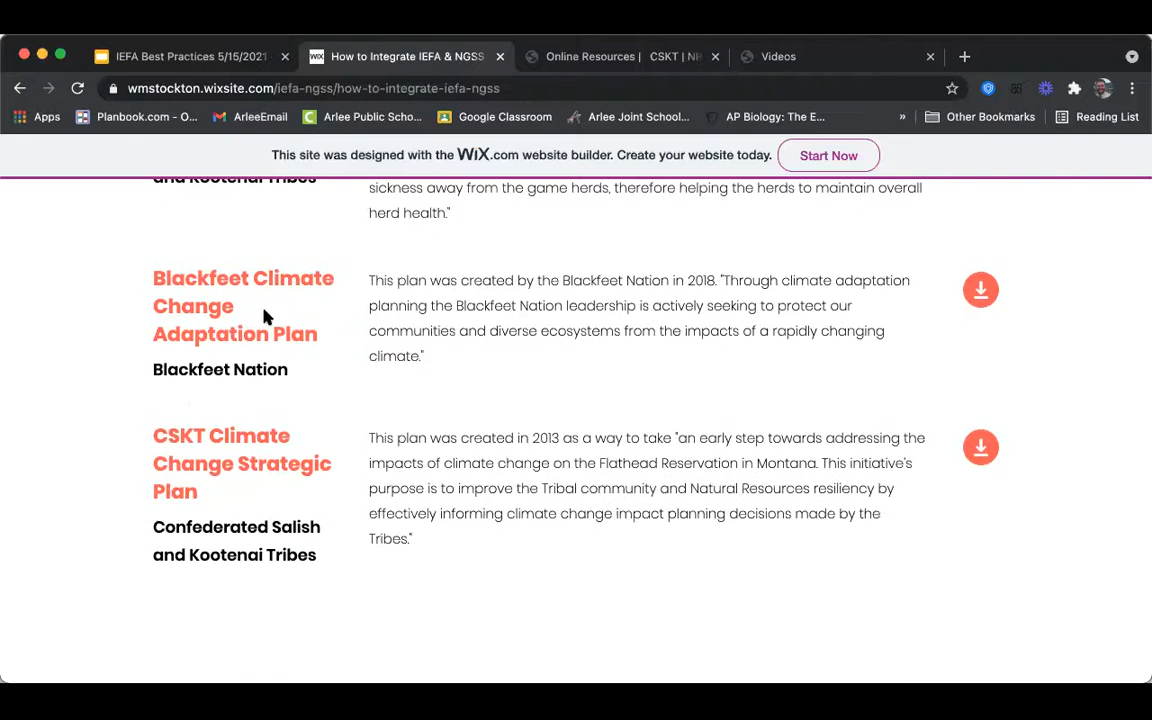 IEFA Best Practices 5/15/2021
How to Integrate IEFA & NGSS
Online Resources | CSKT | NR
Videos
wmstockton.wixsite.com/iefa-ngss/how-to-integrate-iefa-ngss
Apps
Planbook.com - O...
ArleeEmail
Arlee Public Scho...
Google Classroom
Arlee Joint School...
AP Biology: The E...
»
Other Bookmarks
Reading List
This site was designed with the WiX.com website builder. Create your website today.
Start Now
and Kootenai Tribes
sickness away from the game herds, therefore helping the herds to maintain overall
herd health."
Blackfeet Climate
Change
Adaptation Plan
Blackfeet Nation
This plan was created by the Blackfeet Nation in 2018. "Through climate adaptation
planning the Blackfeet Nation leadership is actively seeking to protect our
communities and diverse ecosystems from the impacts of a rapidly changing
climate."
CSKT Climate
Change Strategic
Plan
Confederated Salish
and Kootenai Tribes
This plan was created in 2013 as a way to take "an early step towards addressing the
impacts of climate change on the Flathead Reservation in Montana. This initiative's
purpose is to improve the Tribal community and Natural Resources resiliency by
effectively informing climate change impact planning decisions made by the
Tribes."